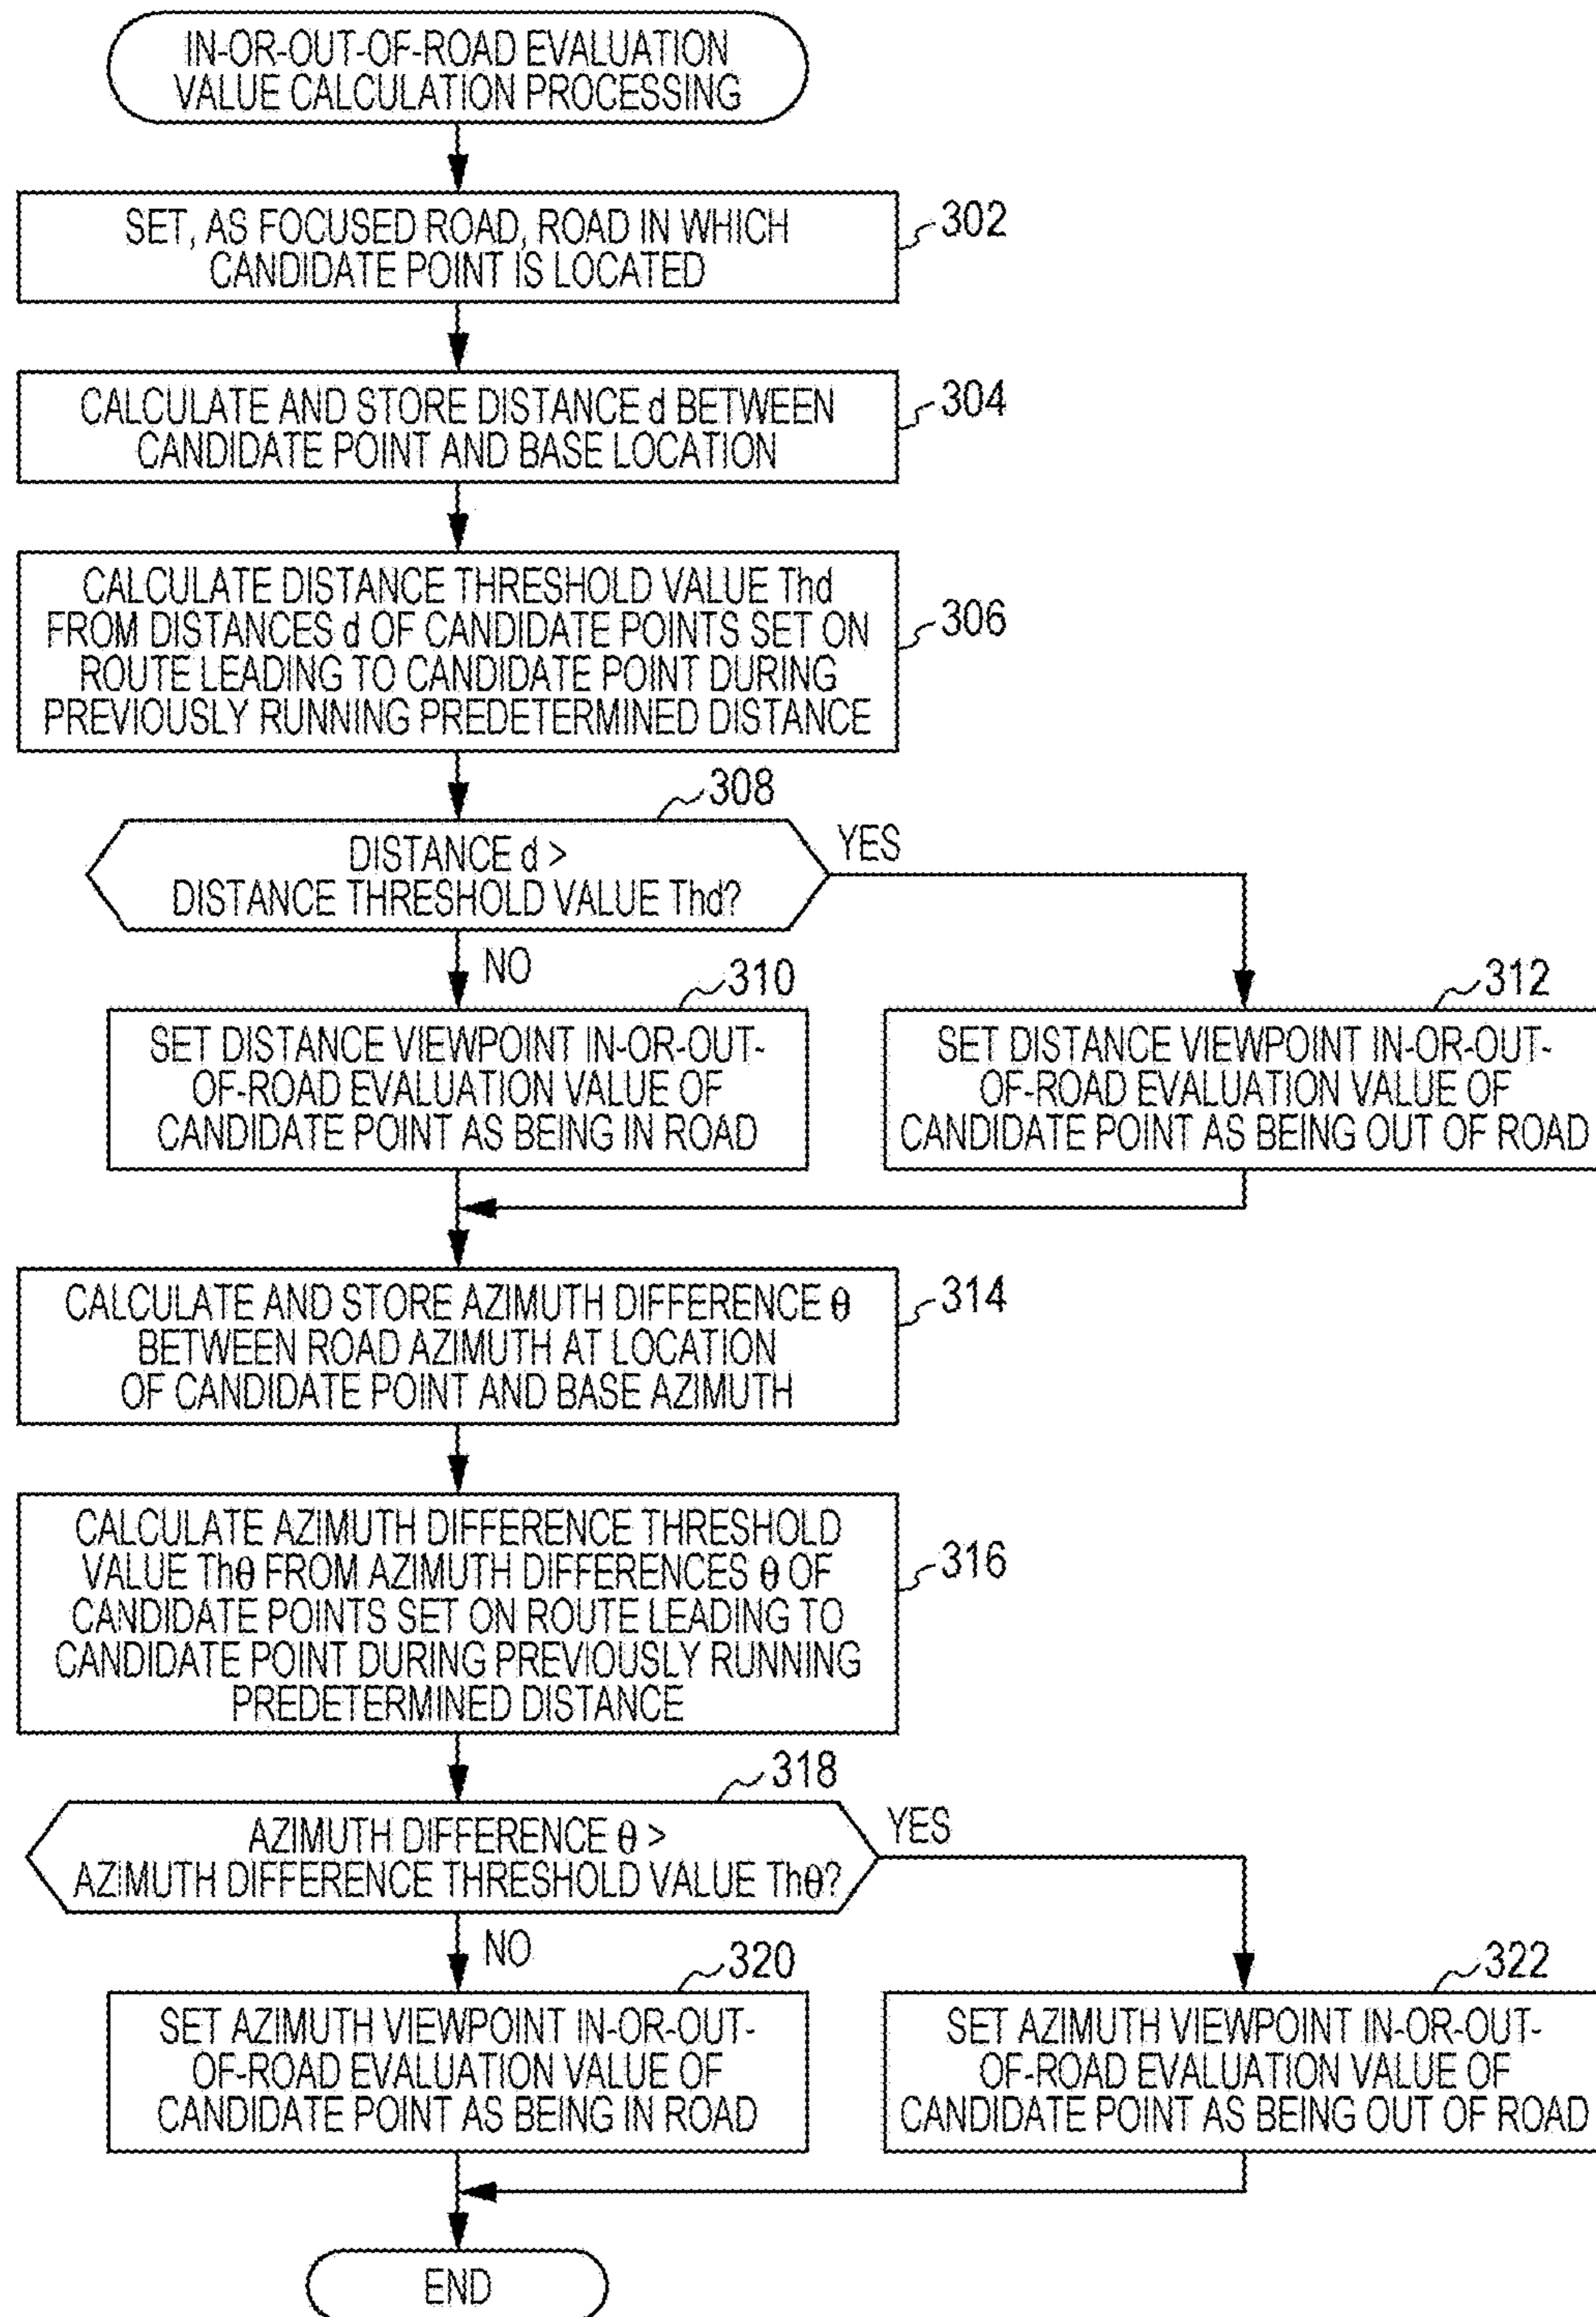 IN-OR-OUT-OF-ROAD EVALUATION
VALUE CALCULATION PROCESSING
SET, AS FOCUSED ROAD, ROAD IN WHICH
CANDIDATE POINT IS LOCATED
302
CALCULATE AND STORE DISTANCE d BETWEEN
CANDIDATE POINT AND BASE LOCATION
304
CALCULATE DISTANCE THRESHOLD VALUE Thd
FROM DISTANCES d OF CANDIDATE POINTS SET ON
ROUTE LEADING TO CANDIDATE POINT DURING
PREVIOUSLY RUNNING PREDETERMINED DISTANCE
306
308
DISTANCE d >
DISTANCE THRESHOLD VALUE Thd?
YES
NO
310
SET DISTANCE VIEWPOINT IN-OR-OUT-
OF-ROAD EVALUATION VALUE OF
CANDIDATE POINT AS BEING IN ROAD
312
SET DISTANCE VIEWPOINT IN-OR-OUT-
OF-ROAD EVALUATION VALUE OF
CANDIDATE POINT AS BEING OUT OF ROAD
CALCULATE AND STORE AZIMUTH DIFFERENCE θ
BETWEEN ROAD AZIMUTH AT LOCATION
OF CANDIDATE POINT AND BASE AZIMUTH
314
CALCULATE AZIMUTH DIFFERENCE THRESHOLD
VALUE Thθ FROM AZIMUTH DIFFERENCES θ OF
CANDIDATE POINTS SET ON ROUTE LEADING TO
CANDIDATE POINT DURING PREVIOUSLY RUNNING
PREDETERMINED DISTANCE
316
318
AZIMUTH DIFFERENCE θ >
AZIMUTH DIFFERENCE THRESHOLD VALUE Thθ?
YES
NO
320
SET AZIMUTH VIEWPOINT IN-OR-OUT-
OF-ROAD EVALUATION VALUE OF
CANDIDATE POINT AS BEING IN ROAD
322
SET AZIMUTH VIEWPOINT IN-OR-OUT-
OF-ROAD EVALUATION VALUE OF
CANDIDATE POINT AS BEING OUT OF ROAD
END